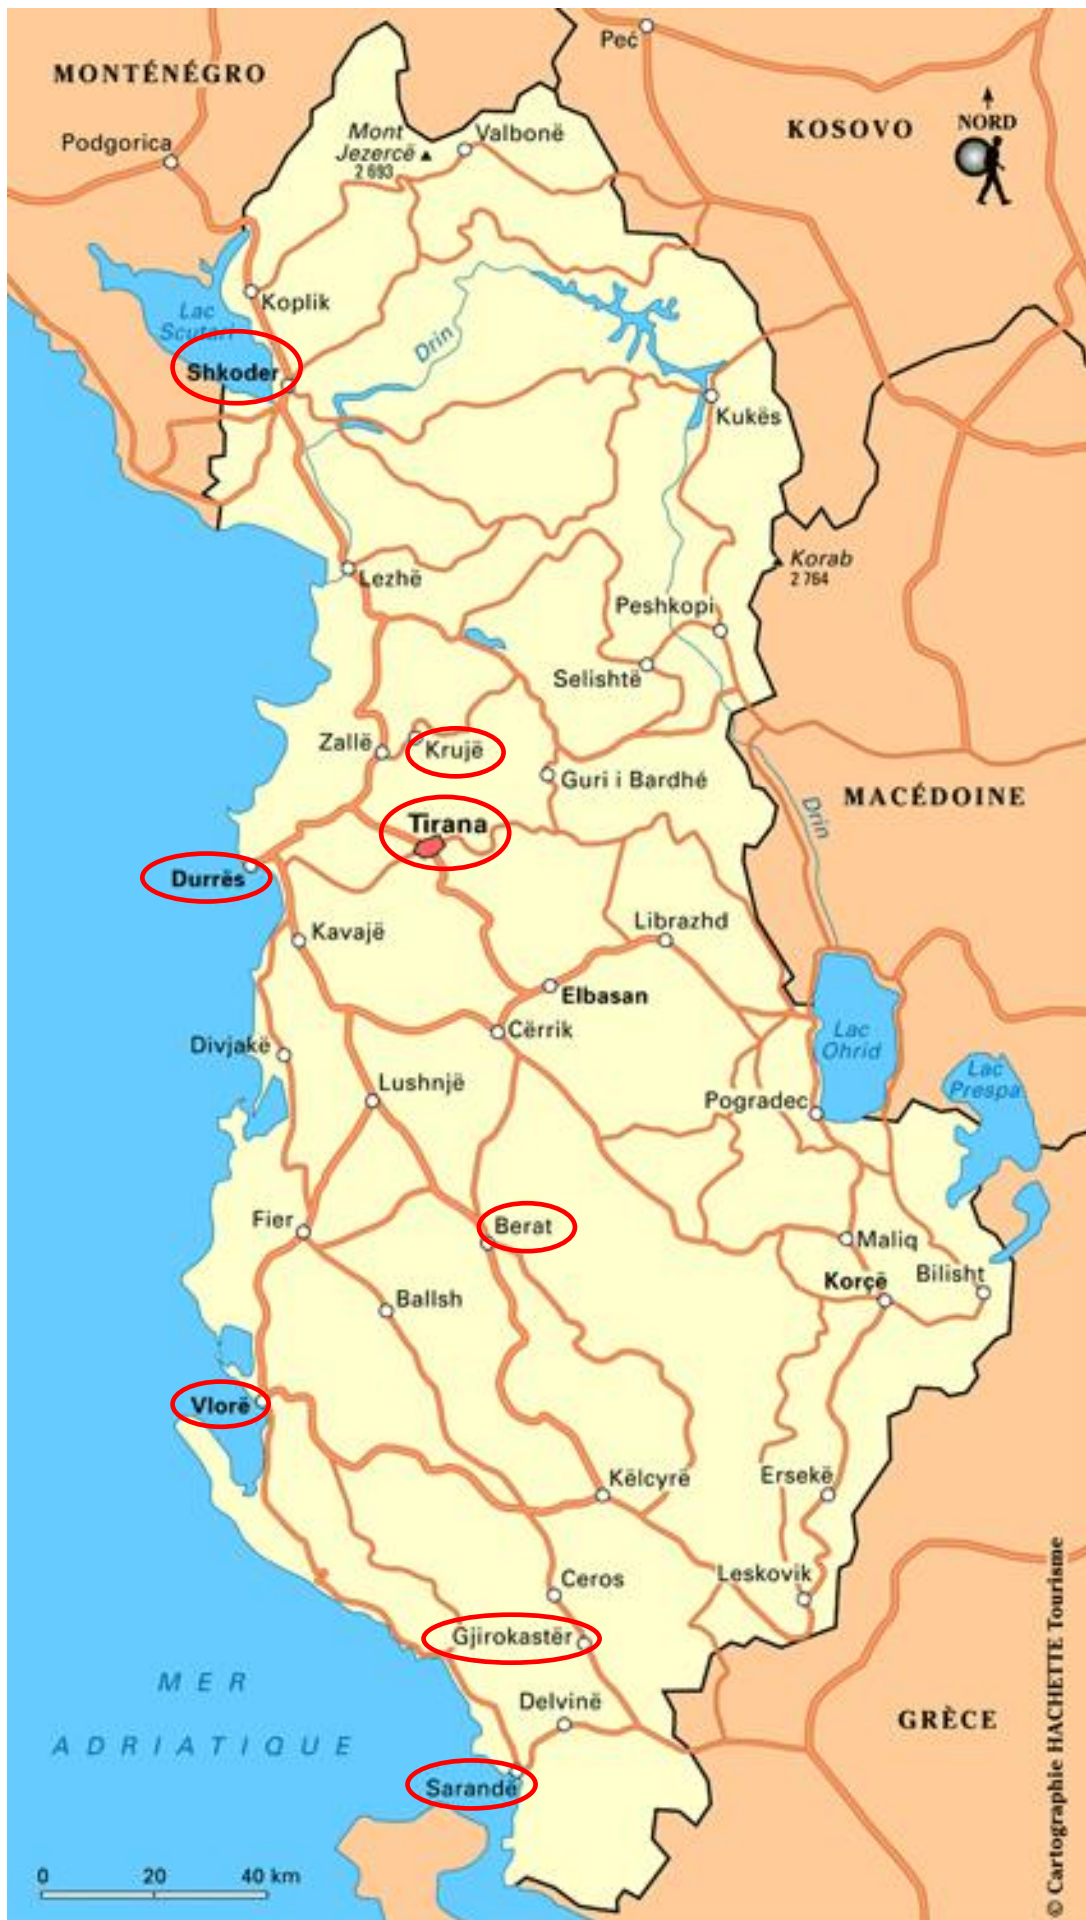 Peć
MONTÉNÉGRO
KOSOVO
NORD
Podgorica
Mont
Jezercë
2 693
Valbonë
Koplik
Lac
Scutari
Drin
Shkoder
Kukës
Korab
2 764
Lezhë
Peshkopi
Selishtë
Zallë
Krujë
Guri i Bardhé
MACÉDOINE
Drin
Tirana
Durrës
Kavajë
Librazhd
Elbasan
Cërrik
Lac
Ohrid
Divjakë
Lushnjë
Lac
Prespa
Pogradec
Fier
Berat
Maliq
Korçë
Bilisht
Ballsh
Vlorë
Këlcyrë
Ersekë
Ceros
Leskovik
Gjirokastër
MER
ADRIATIQUE
Delvinë
GRÈCE
Sarandë
0 20 40 km
© Cartographie HACHETTE Tourisme